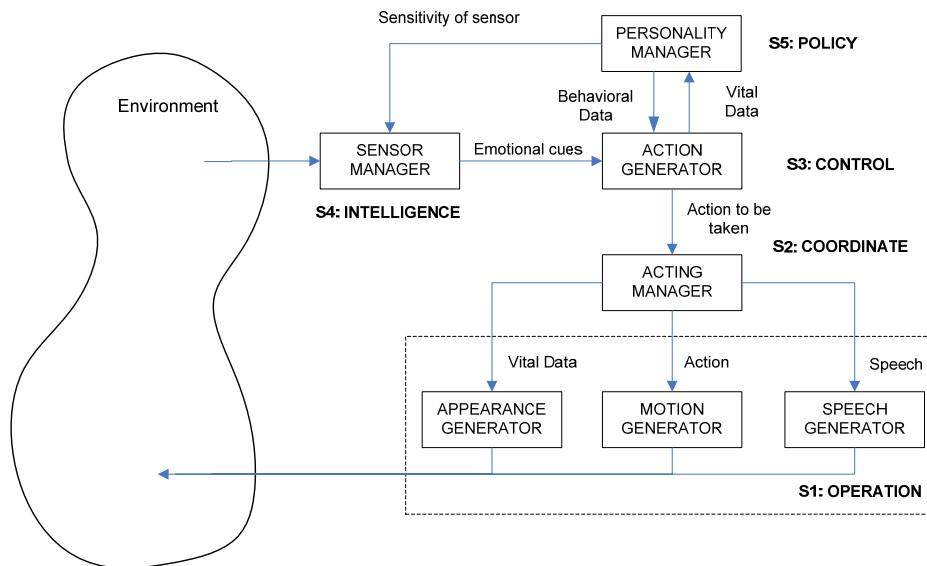 Sensitivity of sensor
PERSONALITY
MANAGER
S5: POLICY
Environment
Behavioral
Data
Vital
Data
SENSOR
MANAGER
Emotional cues
ACTION
GENERATOR
S3: CONTROL
S4: INTELLIGENCE
Action to be
taken
S2: COORDINATE
ACTING
MANAGER
Vital Data
Action
Speech
APPEARANCE
GENERATOR
MOTION
GENERATOR
SPEECH
GENERATOR
S1: OPERATION